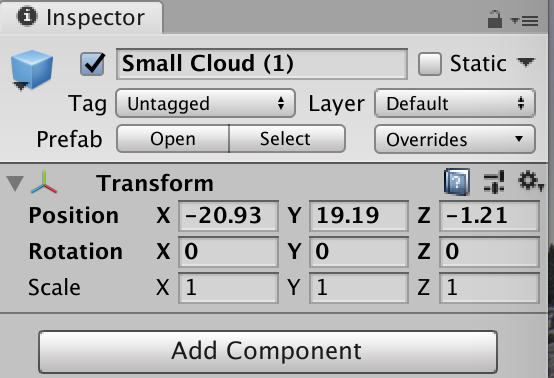 Inspector
Small Cloud (1) Static
Tag Untagged Layer Default
Prefab Open Select Overrides
Transform
Position X -20.93 Y 19.19 Z -1.21
Rotation X 0 Y 0 Z 0
Scale X 1 Y 1 Z 1
Add Component